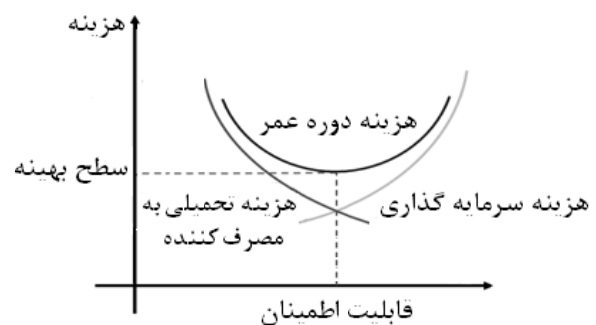 هزینه
هزینه دوره عمر
سطح بهینه
هزینه تحمیلی به
مصرف کننده
هزینه سرمایه گذاری
قابلیت اطمینان